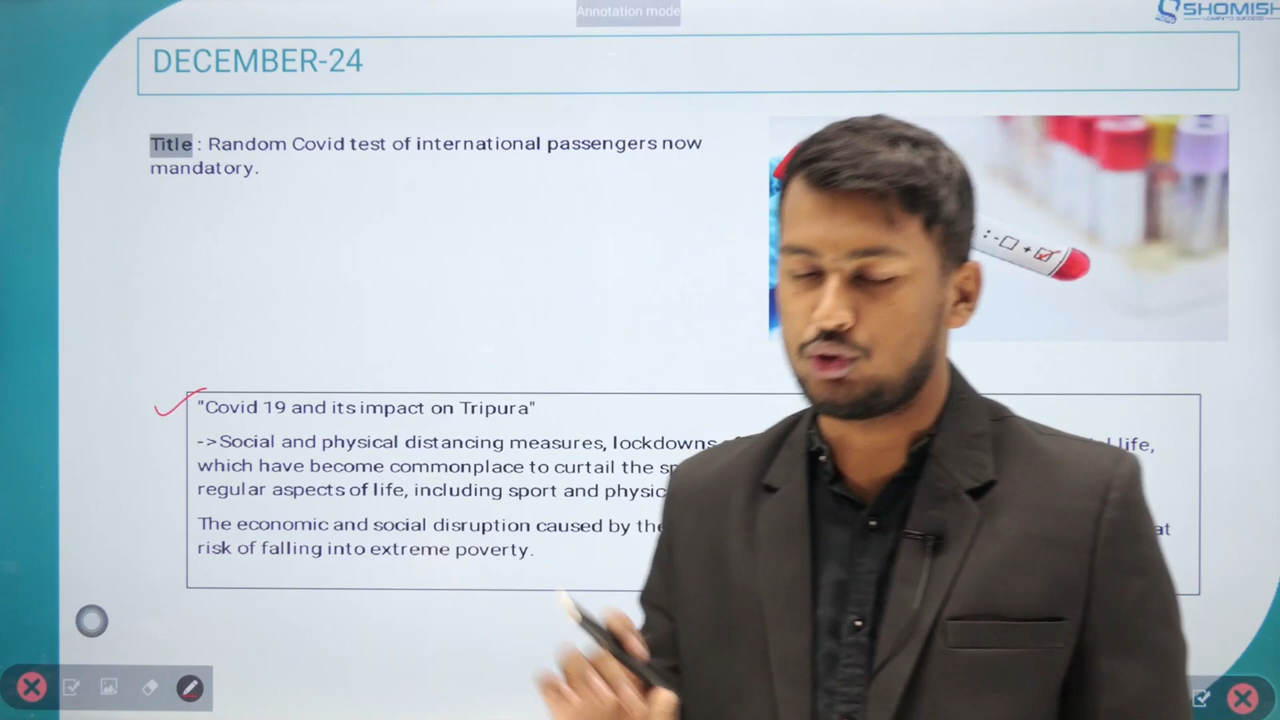 Annotation mode
SHOMISH
LEARN TO SUCCESS
DECEMBER-24
Title : Random Covid test of international passengers now
mandatory.
: - ☐ + ☑
"Covid 19 and its impact on Tripura"
->Social and physical distancing measures, lockdowns life,
which have become commonplace to curtail the
regular aspects of life, including sport and
The economic and social disruption caused by the at
risk of falling into extreme poverty.